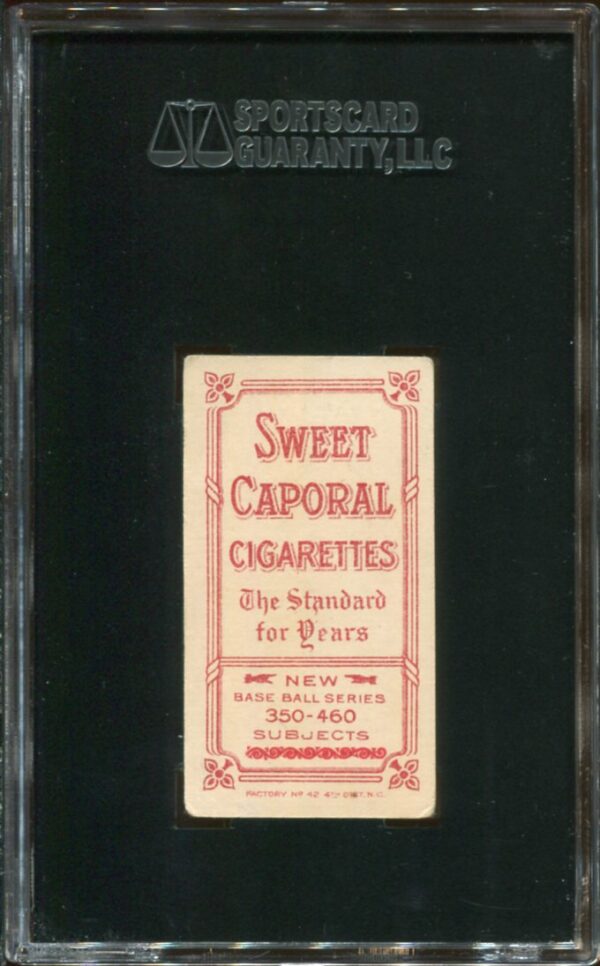 SPORTSCARD
GUARANTY, LLC
SWEET
CAPORAL
CIGARETTES
The Standard
for Years
NEW
BASE BALL SERIES
350-460
SUBJECTS
FACTORY Nº 42 4TH DIST. N.C.